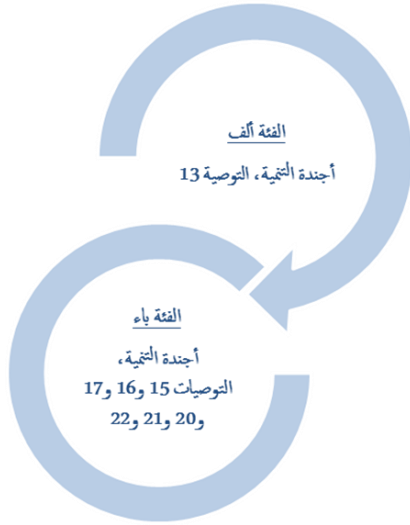 الفئة ألف
أجندة التنمية، التوصية 13
الفئة باء
أجندة التنمية،
التوصيات 15 و16 و17
و20 و21 و22